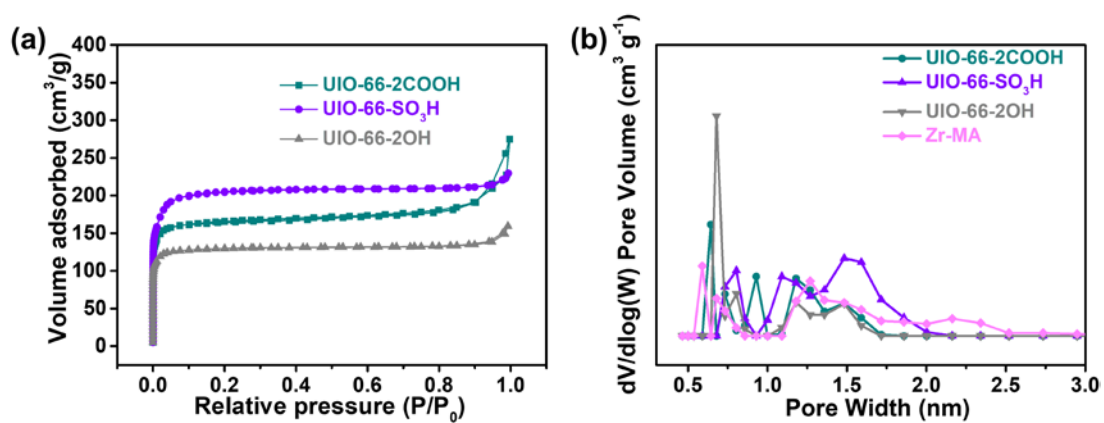 (a)
Volume adsorbed (cm³/g)
400
350
300
250
200
150
100
50
0
UIO-66-2COOH
UIO-66-SO₃H
UIO-66-2OH
0.0 0.2 0.4 0.6 0.8 1.0
Relative pressure (P/P₀)
(b)
dV/dlog(W) Pore Volume (cm³ g⁻¹)
UIO-66-2COOH
UIO-66-SO₃H
UIO-66-2OH
Zr-MA
0.5 1.0 1.5 2.0 2.5 3.0
Pore Width (nm)